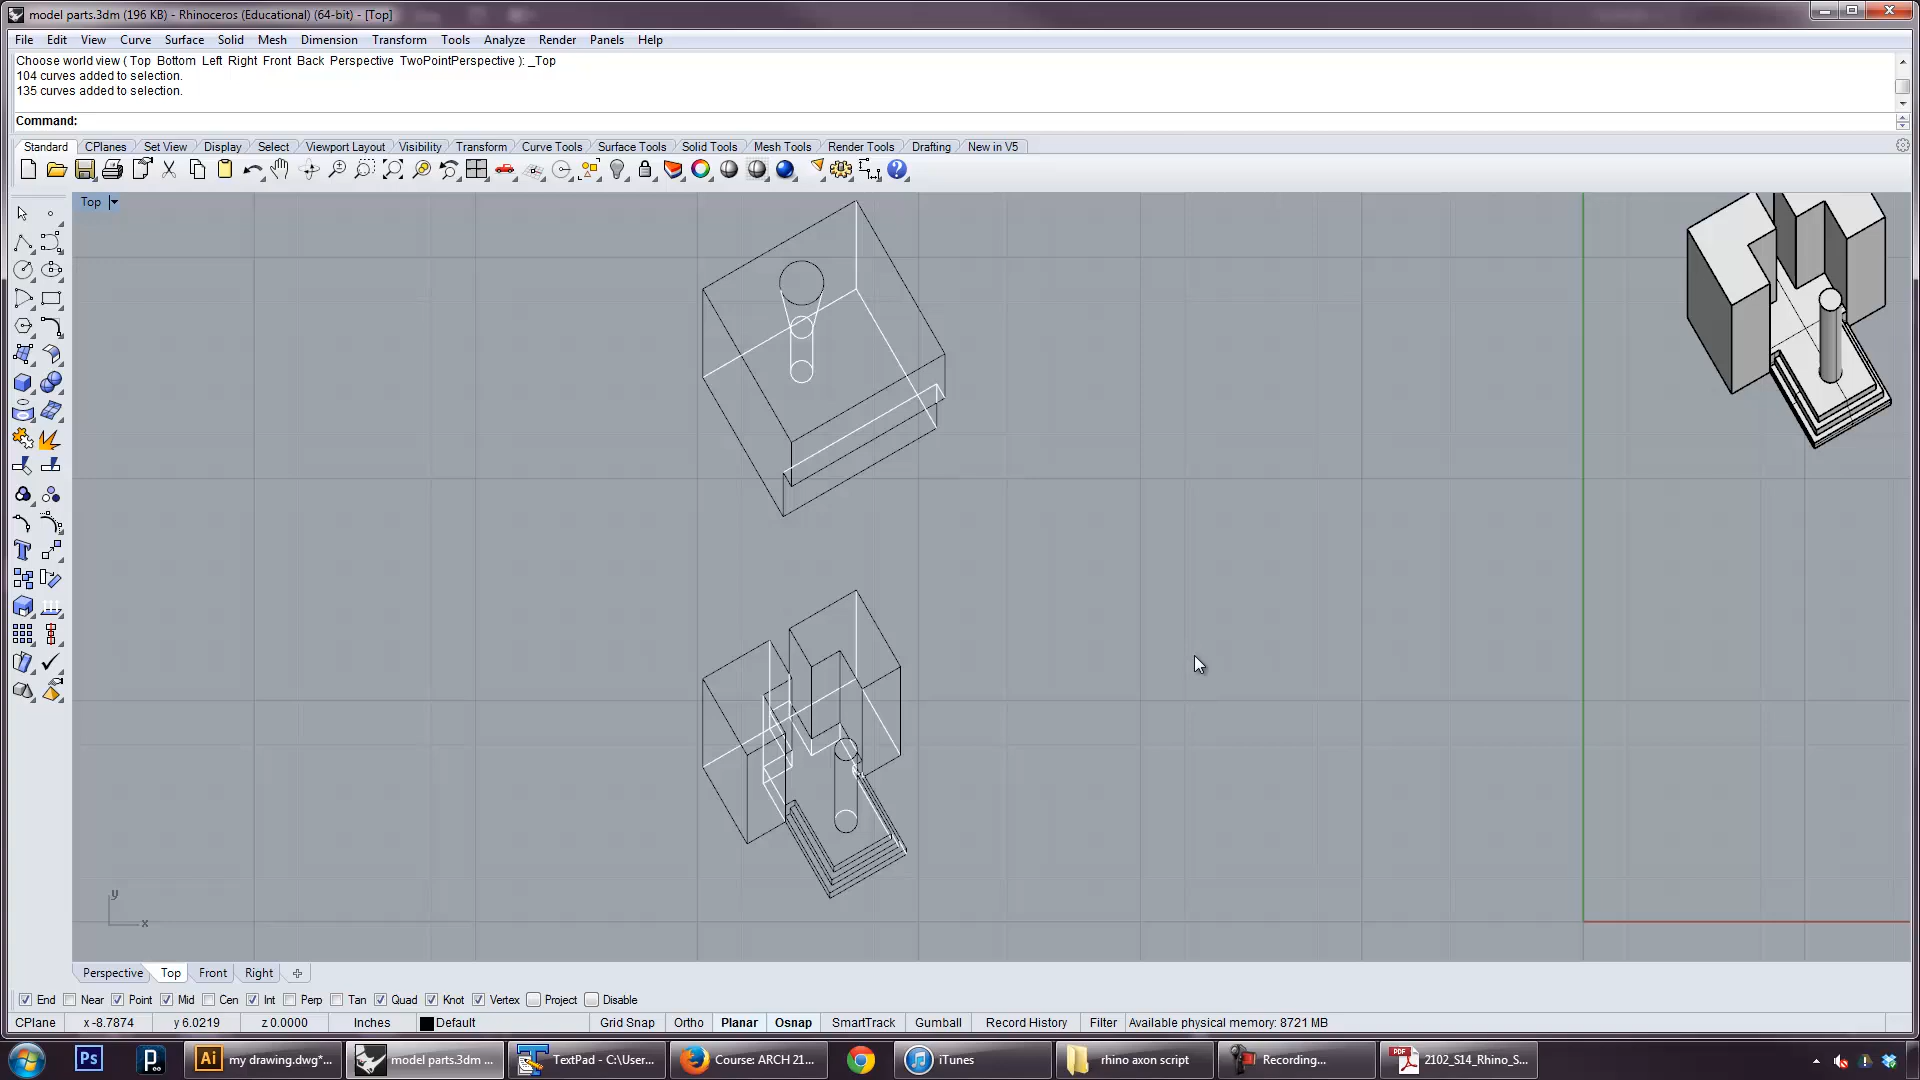 model parts.3dm (196 KB) - Rhinoceros (Educational) (64-bit) - [Top]
File Edit View Curve Surface Solid Mesh Dimension Transform Tools Analyze Render Panels Help
Choose world view ( Top Bottom Left Right Front Back Perspective TwoPointPerspective ): _Top
104 curves added to selection.
135 curves added to selection.
Command:
Standard CPlanes Set View Display Select Viewport Layout Visibility Transform Curve Tools Surface Tools Solid Tools Mesh Tools Render Tools Drafting New in V5
Top
y
x
Perspective Top Front Right
End Near Point Mid Cen Int Perp Tan Quad Knot Vertex Project Disable
CPlane x -8.7874 y 6.0219 z 0.0000 Inches Default Grid Snap Ortho Planar Osnap SmartTrack Gumball Record History Filter Available physical memory: 8721 MB
Ps p.. Ai my drawing.dwg*... model parts.3dm ... TextPad - C:\User... Course: ARCH 21... iTunes rhino axon script Recording... PDF 2102_S14_Rhino_S...